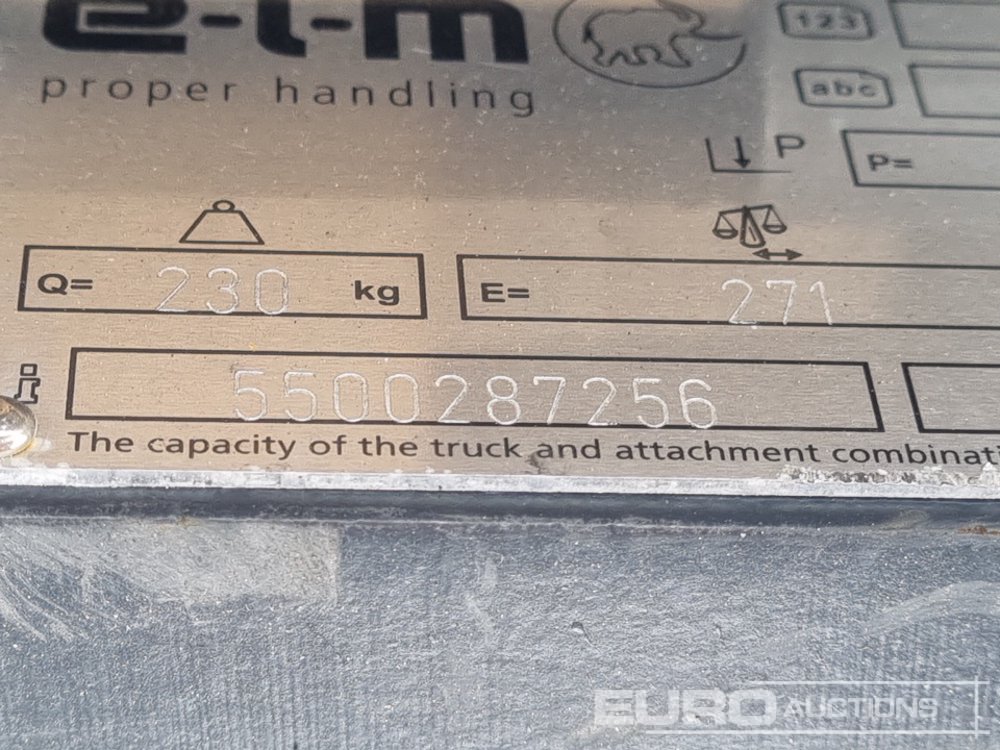 e-l-m
proper handling
123
abc
P
P=
Q= 230 kg
E= 271
i
5500287256
The capacity of the truck and attachment combinati
EURO AUCTIONS